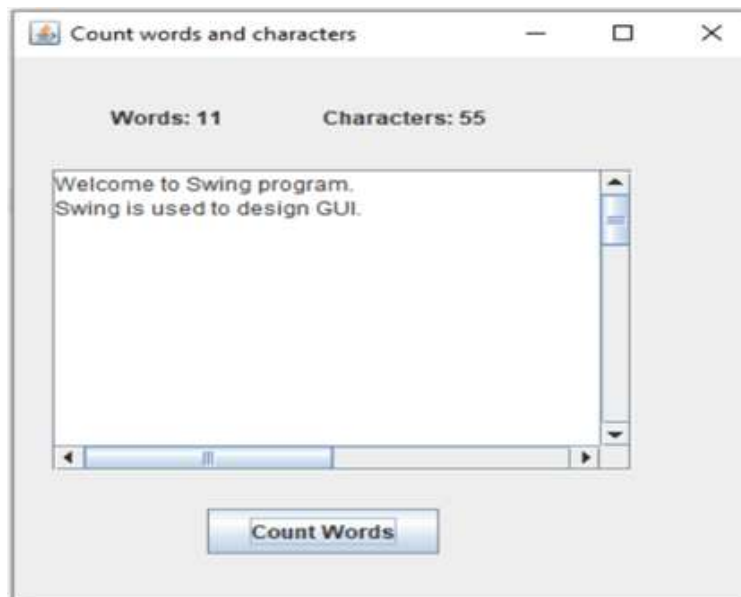 Count words and characters
Words: 11 Characters: 55
Welcome to Swing program.
Swing is used to design GUI.
Count Words